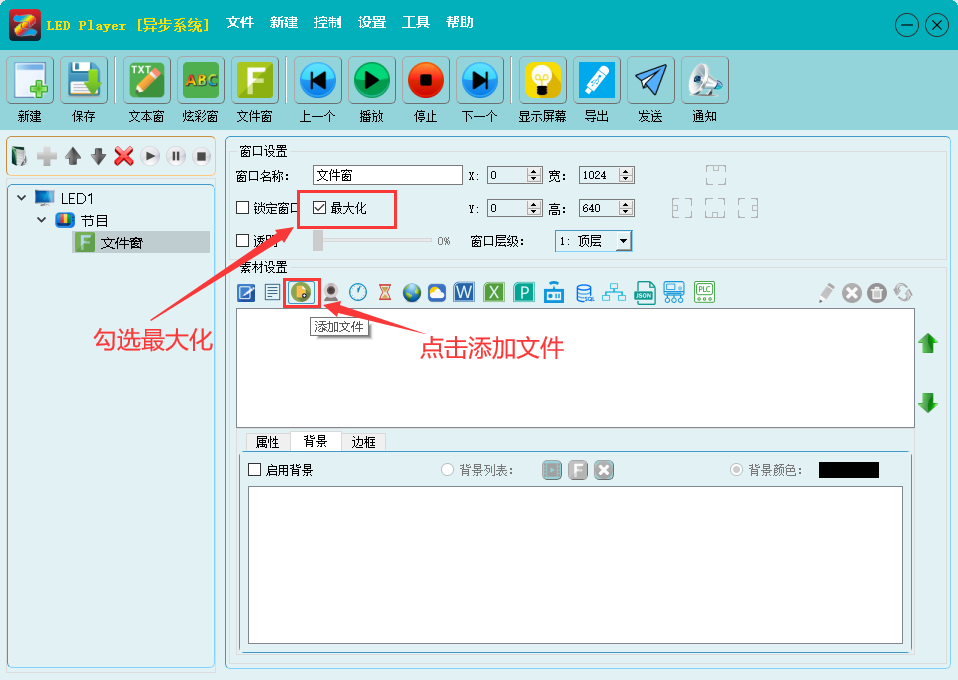 LED Player [异步系统] 文件 新建 控制 设置 工具 帮助
TXT ABC F
新建 保存 文本窗 炫彩窗 文件窗 上一个 播放 停止 下一个 显示屏幕 导出 发送 通知
LED1
节目
F 文件窗
窗口设置
窗口名称: 文件窗 X: 0 宽: 1024
锁定窗口 最大化 Y: 0 高: 640
透明 0% 窗口层级: 1: 顶层
素材设置
W X P JSON PLC
添加文件
勾选最大化
点击添加文件
属性 背景 边框
启用背景 背景列表: F 背景颜色: